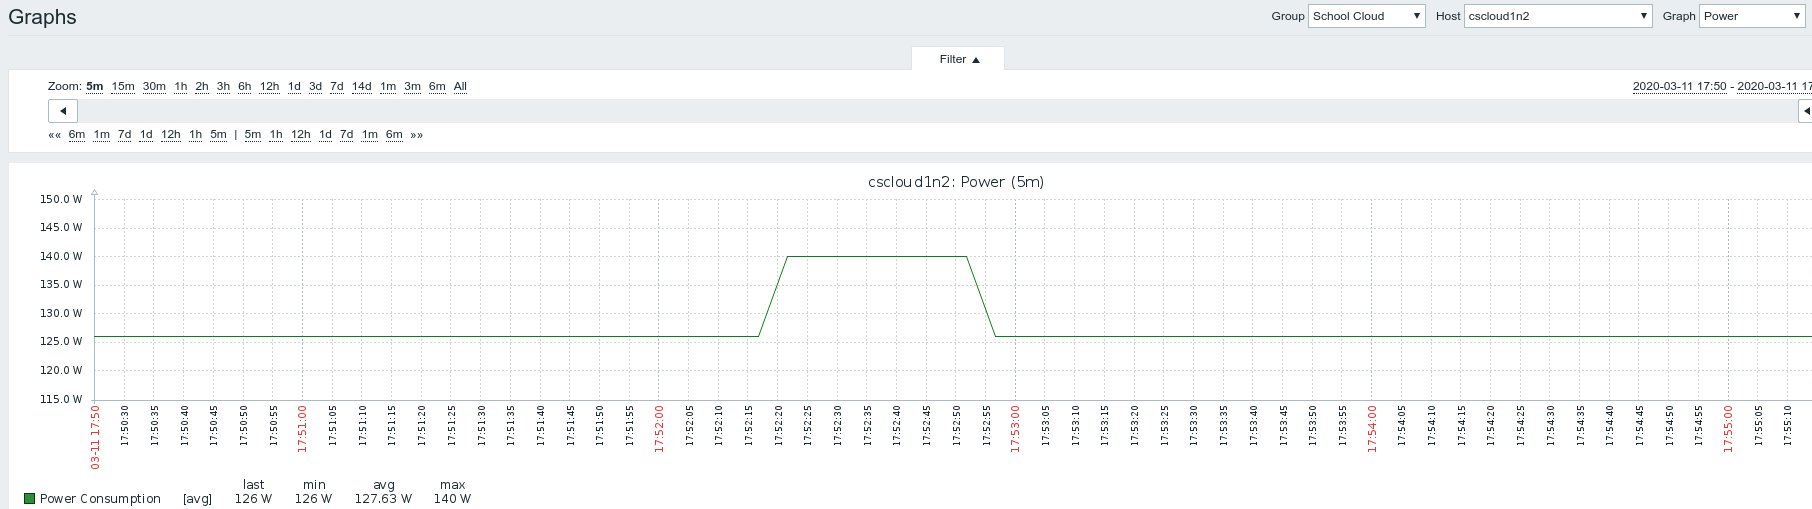 Graphs Group School Cloud ▼ Host cscloud1n2 ▼ Graph Power ▼
Filter ▲
Zoom: 5m 15m 30m 1h 2h 3h 6h 12h 1d 3d 7d 14d 1m 3m 6m All 2020-03-11 17:50 - 2020-03-11 17
◄ ◄
«« 6m 1m 7d 1d 12h 1h 5m | 5m 1h 12h 1d 7d 1m 6m »»
cscloud1n2: Power (5m)
150.0 W
145.0 W
140.0 W
135.0 W
130.0 W
125.0 W
120.0 W
115.0 W
03-11 17:50 17:50:30 17:50:35 17:50:40 17:50:45 17:50:50 17:50:55 17:51:00 17:51:05 17:51:10 17:51:15 17:51:20 17:51:25 17:51:30 17:51:35 17:51:40 17:51:45 17:51:50 17:51:55 17:52:00 17:52:05 17:52:10 17:52:15 17:52:20 17:52:25 17:52:30 17:52:35 17:52:40 17:52:45 17:52:50 17:52:55 17:53:00 17:53:05 17:53:10 17:53:15 17:53:20 17:53:25 17:53:30 17:53:35 17:53:40 17:53:45 17:53:50 17:53:55 17:54:00 17:54:05 17:54:10 17:54:15 17:54:20 17:54:25 17:54:30 17:54:35 17:54:40 17:54:45 17:54:50 17:54:55 17:55:00 17:55:05 17:55:10
last min avg max
Power Consumption [avg] 126 W 126 W 127.63 W 140 W